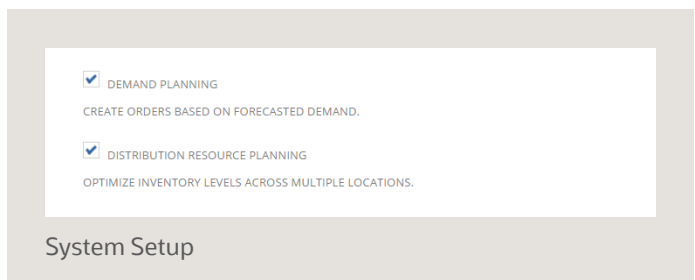 DEMAND PLANNING
CREATE ORDERS BASED ON FORECASTED DEMAND.
DISTRIBUTION RESOURCE PLANNING
OPTIMIZE INVENTORY LEVELS ACROSS MULTIPLE LOCATIONS.
System Setup